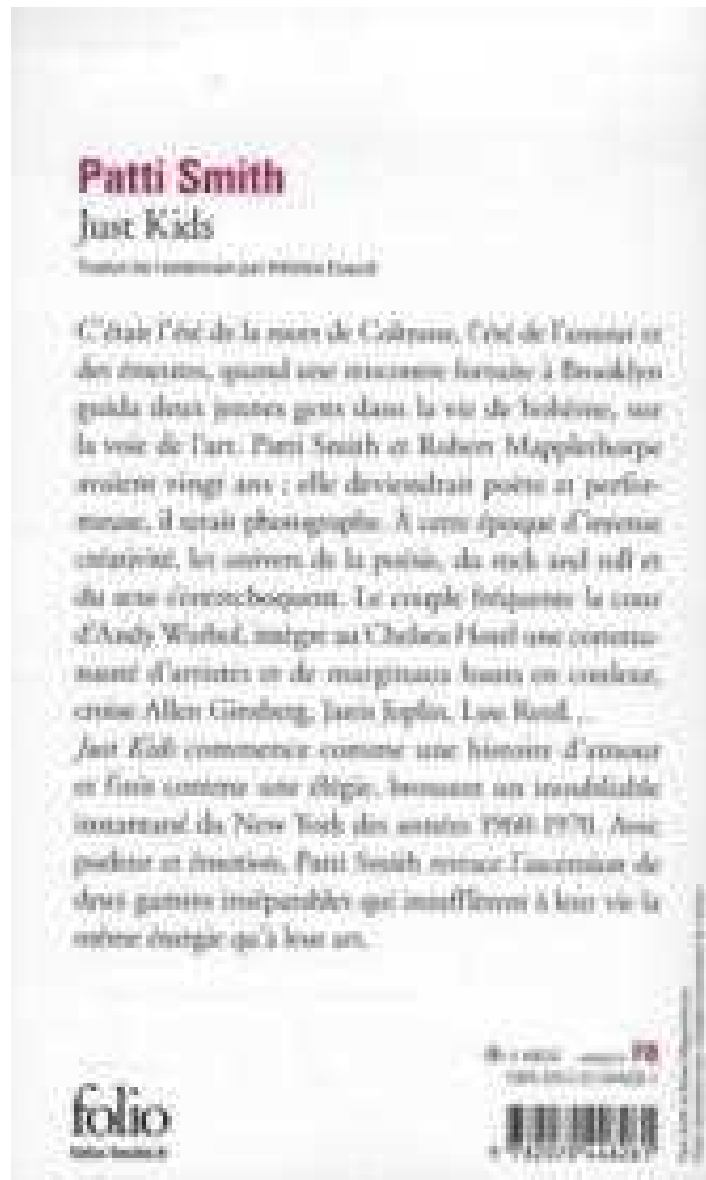 Patti Smith
Just Kids
Traduit de l'américain par Héloïse Esquié
C'était l'été de la mort de Coltrane, l'été de l'amour et
des émeutes, quand une rencontre fortuite à Brooklyn
guida deux jeunes gens dans la vie de bohème, sur
la voie de l'art. Patti Smith et Robert Mapplethorpe
avaient vingt ans ; elle deviendrait poète et perfor-
meuse, il serait photographe. À cette époque d'intense
créativité, les univers de la poésie, du rock and roll et
du sexe s'entrechoquent. Le couple fréquente la cour
d'Andy Warhol, intègre au Chelsea Hotel une commu-
nauté d'artistes et de marginaux hauts en couleur,
croise Allen Ginsberg, Janis Joplin, Lou Reed...
Just Kids commence comme une histoire d'amour
et finit comme une élégie, brossant un inoubliable
instantané du New York des années 1960-1970. Avec
pudeur et émotion, Patti Smith retrace l'ascension de
deux gamins inséparables qui insufflèrent à leur vie la
même énergie qu'à leur art.
folio